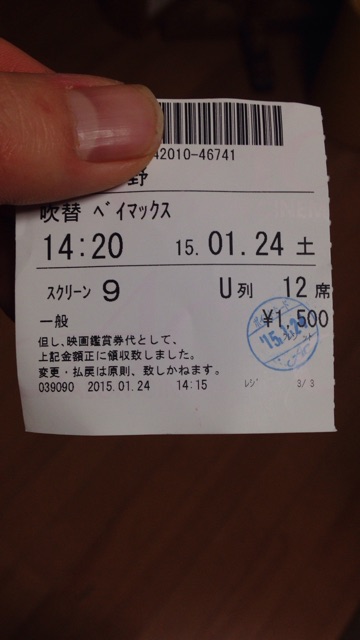 42010-46741
野
吹替 ベイマックス
14:20 15.01.24 土
スクリーン 9 U列 12席
一般 ¥1,500
但し、映画鑑賞券代として、
上記金額正に領収致しました。
変更・払戻は原則、致しかねます。
039090 2015.01.24 14:15 ﾚｼﾞ 3/3